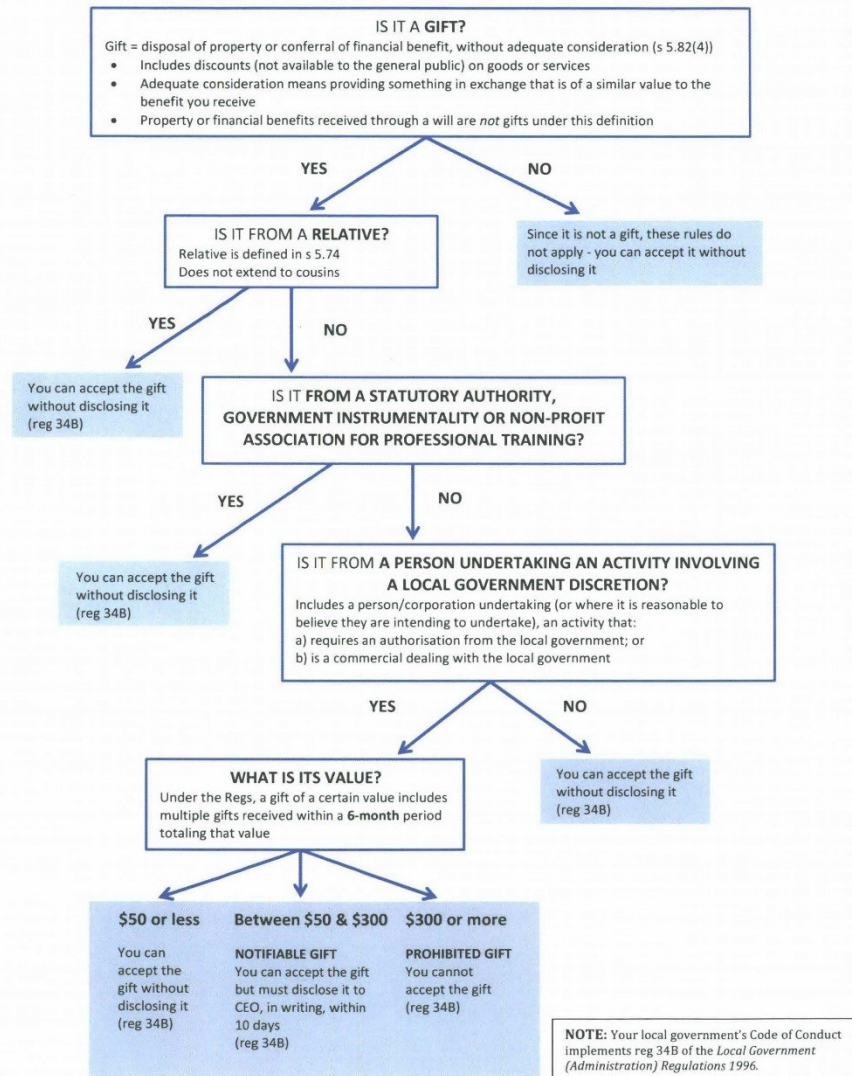 IS IT A GIFT?
Gift = disposal of property or conferral of financial benefit, without adequate consideration (s 5.82(4))
• Includes discounts (not available to the general public) on goods or services
• Adequate consideration means providing something in exchange that is of a similar value to the
benefit you receive
• Property or financial benefits received through a will are not gifts under this definition
YES
NO
IS IT FROM A RELATIVE?
Relative is defined in s 5.74
Does not extend to cousins
Since it is not a gift, these rules do
not apply - you can accept it without
disclosing it
YES
NO
You can accept the gift
without disclosing it
(reg 34B)
IS IT FROM A STATUTORY AUTHORITY,
GOVERNMENT INSTRUMENTALITY OR NON-PROFIT
ASSOCIATION FOR PROFESSIONAL TRAINING?
YES
NO
You can accept the gift
without disclosing it
(reg 34B)
IS IT FROM A PERSON UNDERTAKING AN ACTIVITY INVOLVING
A LOCAL GOVERNMENT DISCRETION?
Includes a person/corporation undertaking (or where it is reasonable to
believe they are intending to undertake), an activity that:
a) requires an authorisation from the local government; or
b) is a commercial dealing with the local government
YES
NO
WHAT IS ITS VALUE?
Under the Regs, a gift of a certain value includes
multiple gifts received within a 6-month period
totaling that value
You can accept the gift
without disclosing it
(reg 34B)
$50 or less
You can
accept the
gift without
disclosing it
(reg 34B)
Between $50 & $300
NOTIFIABLE GIFT
You can accept the gift
but must disclose it to
CEO, in writing, within
10 days
(reg 34B)
$300 or more
PROHIBITED GIFT
You cannot
accept the gift
(reg 34B)
NOTE: Your local government's Code of Conduct
implements reg 34B of the Local Government
(Administration) Regulations 1996.